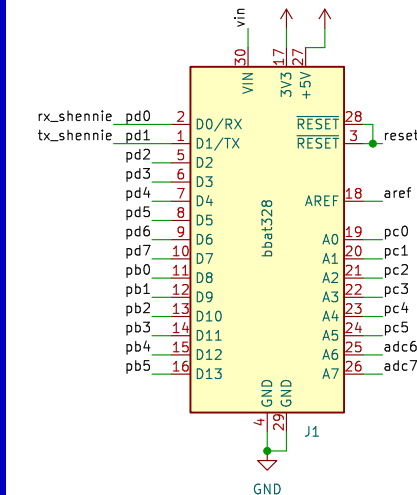 vin
30 17 27
VIN 3V3 +5V
rx_shennie pd0 2 D0/RX RESET 28
tx_shennie pd1 1 D1/TX RESET 3 reset
pd2 5 D2
pd3 6 D3
pd4 7 D4 AREF 18 aref
pd5 8 D5
pd6 9 D6 A0 19 pc0
pd7 10 D7 A1 20 pc1
pb0 11 D8 A2 21 pc2
pb1 12 D9 A3 22 pc3
pb2 13 D10 A4 23 pc4
pb3 14 D11 A5 24 pc5
pb4 15 D12 A6 25 adc6
pb5 16 D13 A7 26 adc7
bbat328
GND GND
4 29
J1
GND